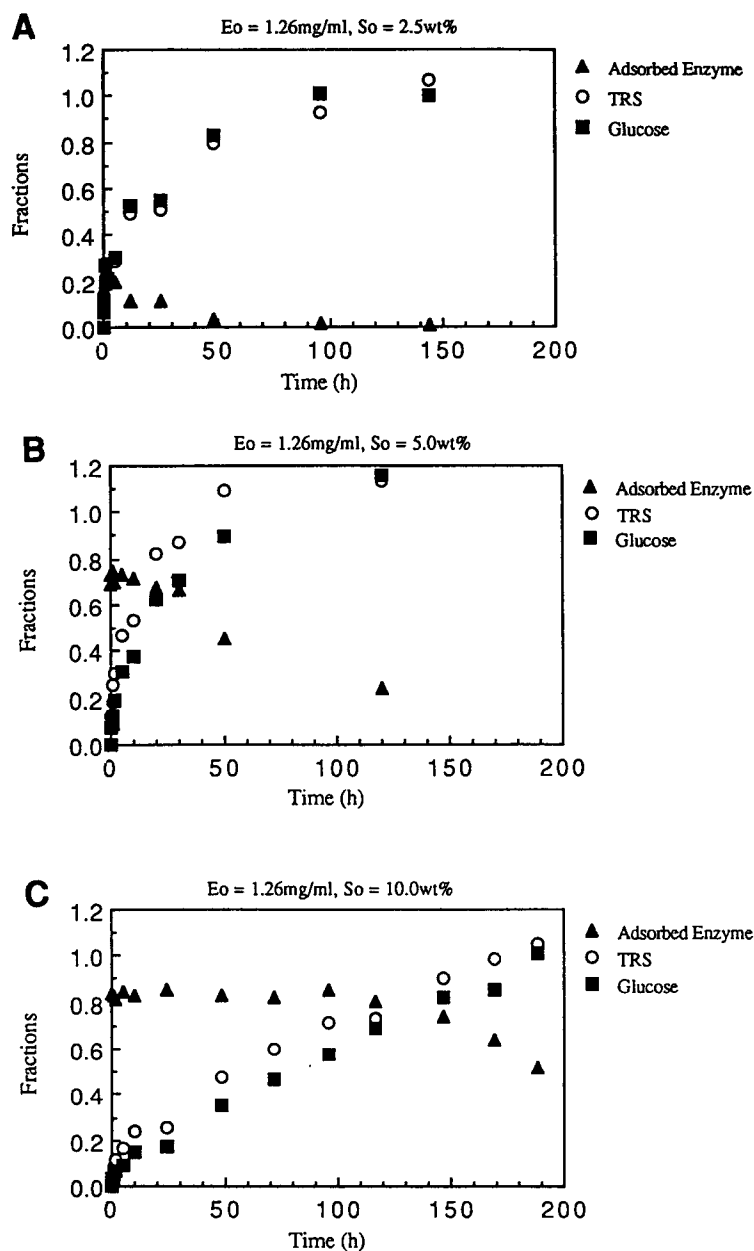 A
Eo = 1.26mg/ml, So = 2.5wt%
1.2
1.0
0.8
0.6
0.4
0.2
0.0
Fractions
0 50 100 150 200
Time (h)
Adsorbed Enzyme
TRS
Glucose
B
Eo = 1.26mg/ml, So = 5.0wt%
1.2
1.0
0.8
0.6
0.4
0.2
0.0
Fractions
0 50 100 150 200
Time (h)
Adsorbed Enzyme
TRS
Glucose
C
Eo = 1.26mg/ml, So = 10.0wt%
1.2
1.0
0.8
0.6
0.4
0.2
0.0
Fractions
0 50 100 150 200
Time (h)
Adsorbed Enzyme
TRS
Glucose